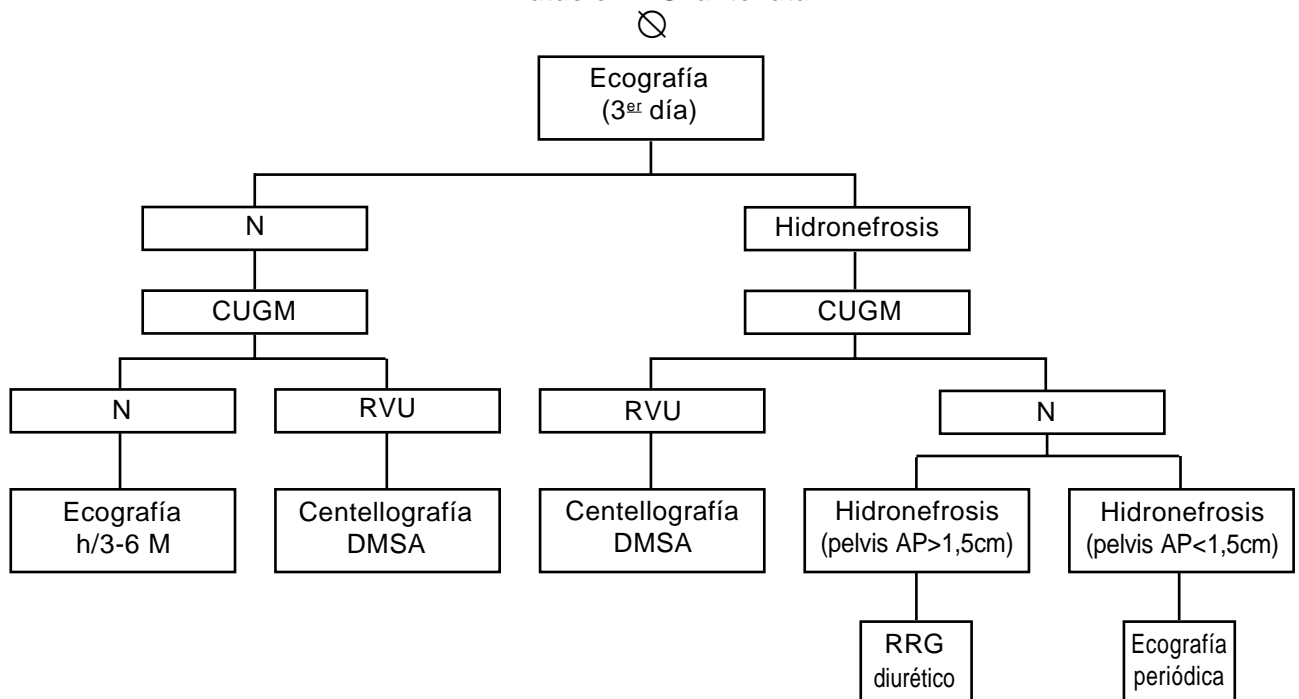 Ecografía
(3er día)
N
Hidronefrosis
CUGM
CUGM
N
RVU
RVU
N
Ecografía
h/3-6 M
Centellografía
DMSA
Centellografía
DMSA
Hidronefrosis
(pelvis AP>1,5cm)
Hidronefrosis
(pelvis AP<1,5cm)
RRG
diurético
Ecografía
periódica